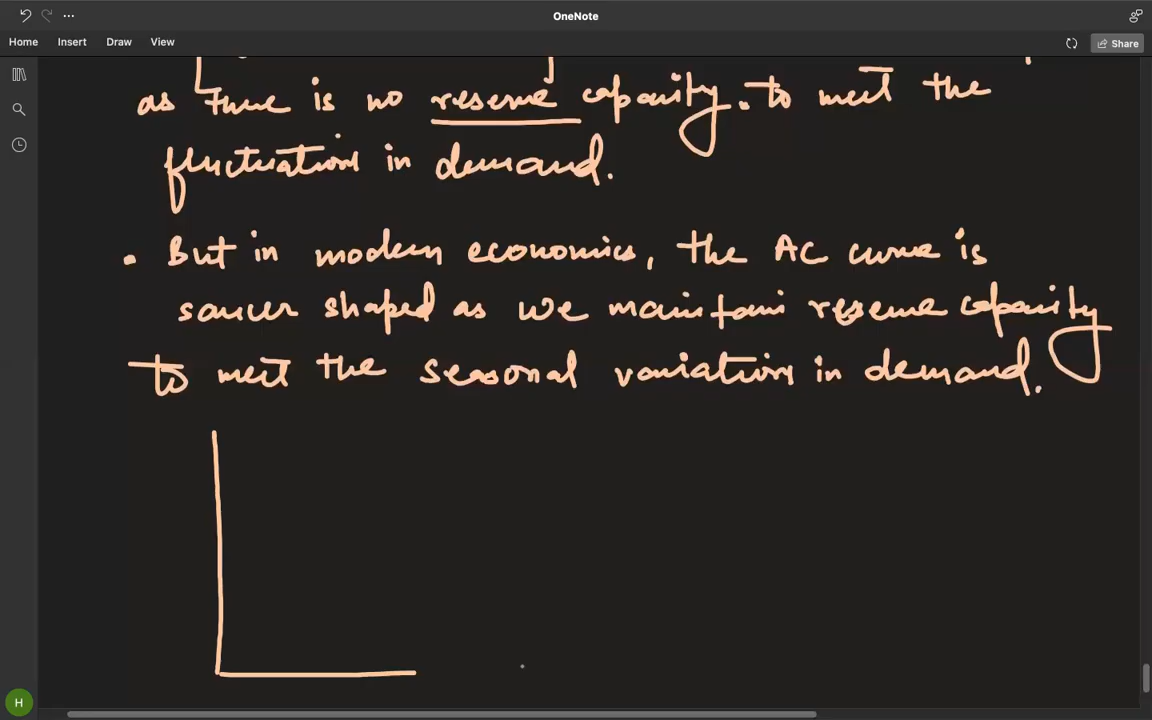 OneNote
Home Insert Draw View Share
as there is no reserve capacity. to meet the
fluctuations in demand.
• But in modern economics, the AC curve is
saucer shaped as we maintain reserve capacity
to meet the seasonal variations in demand.
H